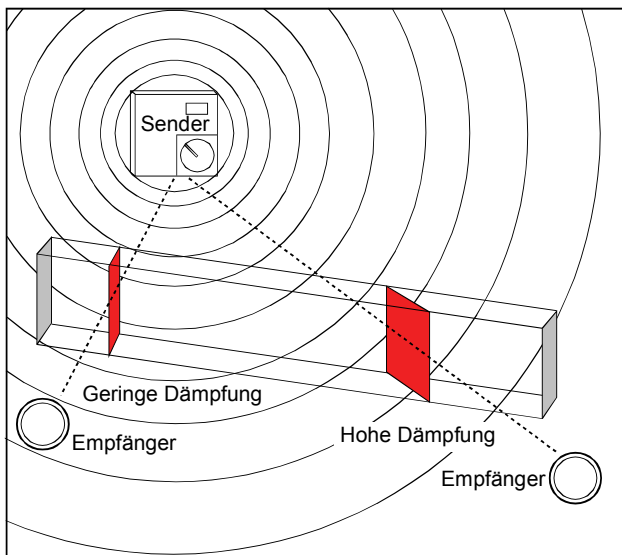 Sender
Geringe Dämpfung
Empfänger
Hohe Dämpfung
Empfänger